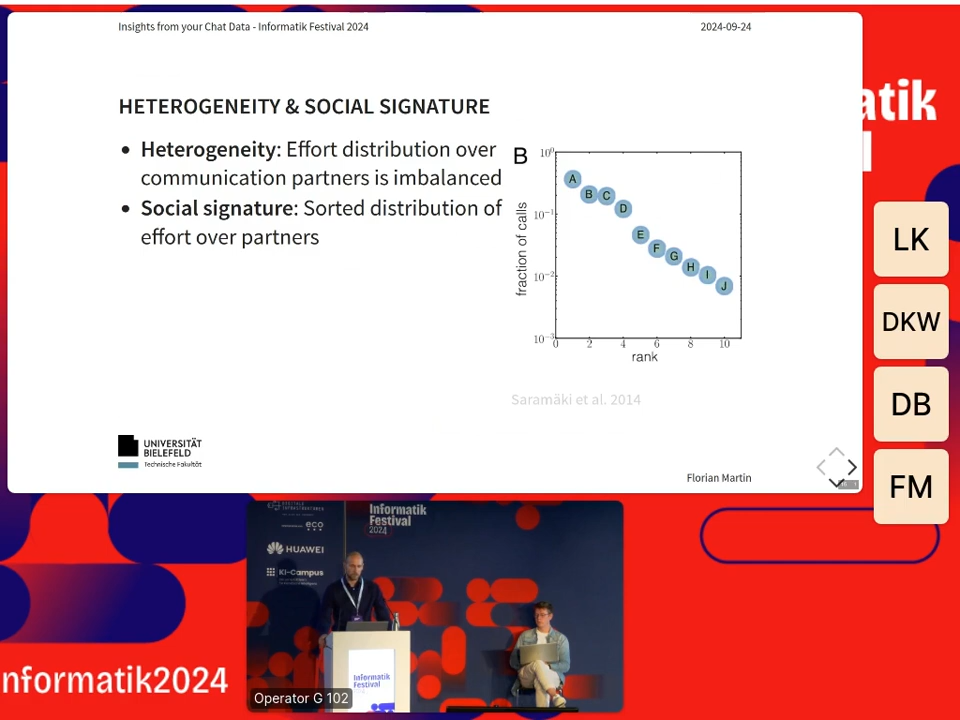 Insights from your Chat Data - Informatik Festival 2024
2024-09-24
HETEROGENEITY & SOCIAL SIGNATURE
• Heterogeneity: Effort distribution over
communication partners is imbalanced
• Social signature: Sorted distribution of
effort over partners
B
fraction of calls
10⁰
10⁻¹
10⁻²
10⁻³
A
B
C
D
E
F
G
H
I
J
0 2 4 6 8 10
rank
Saramäki et al. 2014
UNIVERSITÄT
BIELEFELD
Technische Fakultät
Florian Martin
atik
l
LK
DKW
DB
FM
eco
HUAWEI
KI-Campus
Informatik
Festival
2024
Informatik
Festival
Operator G 102
nformatik2024